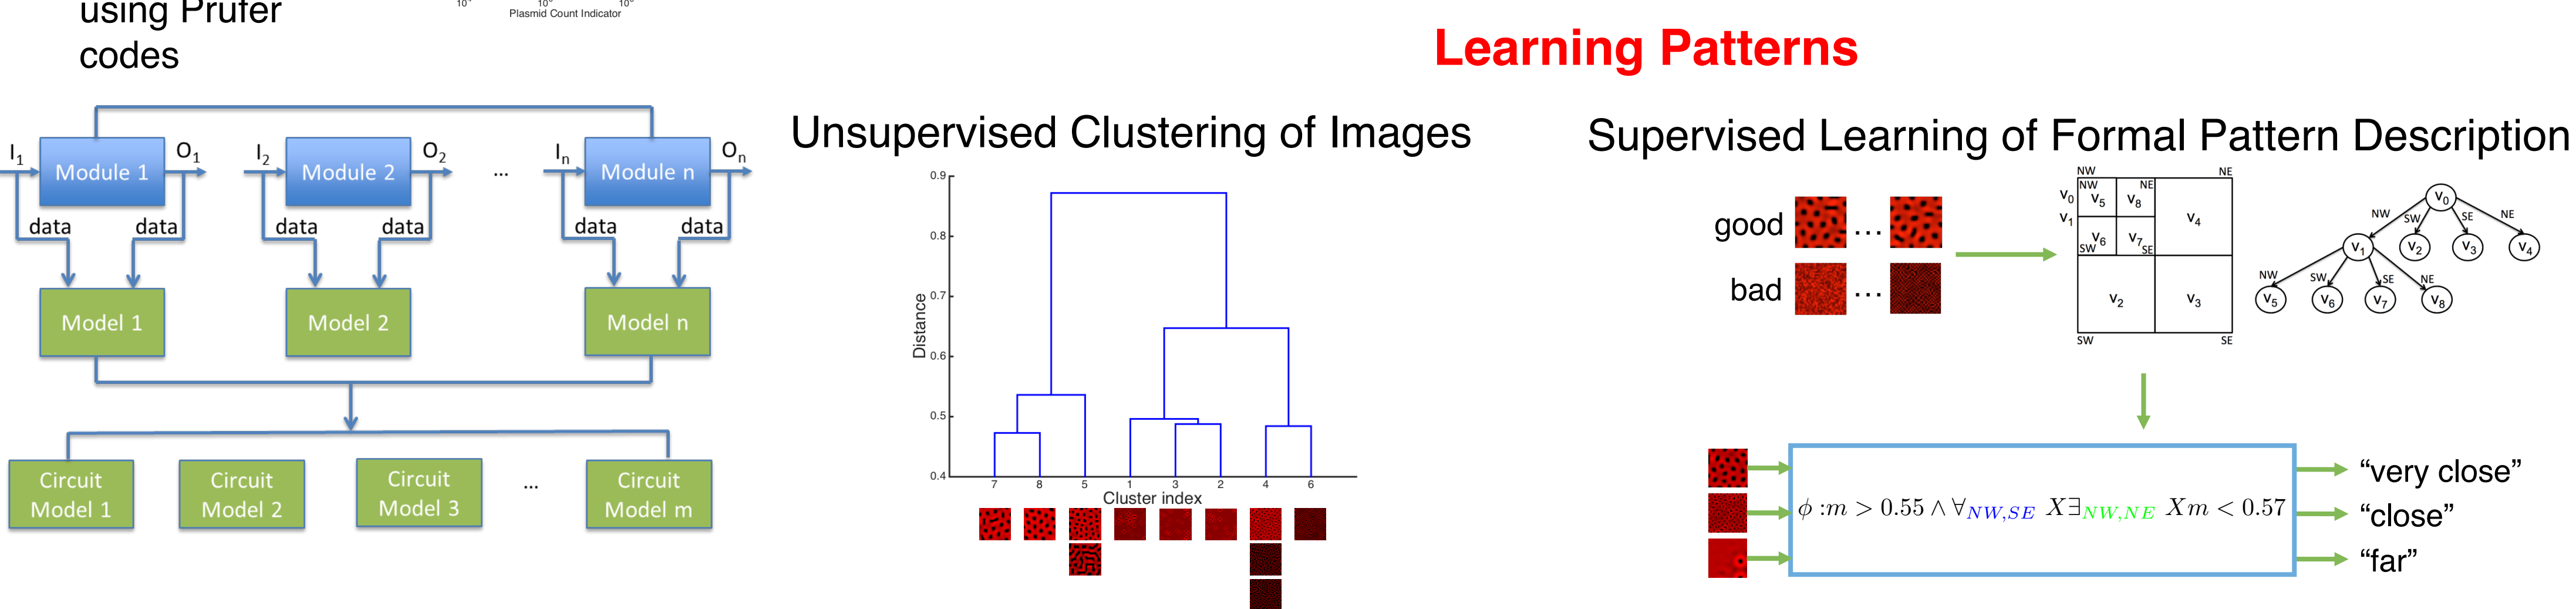 using Prufer
codes
10
10
10
Plasmid Count Indicator
Learning Patterns
I1
Module 1
O1
I2
Module 2
O2
...
In
Module n
On
data
data
data
data
data
data
Model 1
Model 2
Model n
Circuit
Model 1
Circuit
Model 2
Circuit
Model 3
...
Circuit
Model m
Unsupervised Clustering of Images
Distance
0.9
0.8
0.7
0.6
0.5
0.4
7 8 5 1 3 2 4 6
Cluster index
Supervised Learning of Formal Pattern Description
good
...
bad
...
NW NE
NW NE
V0
V5 V8
V4
V1
V6 V7
SW SE
V2 V3
SW SE
V0
NW SW SE NE
V1 V2 V3 V4
NW SW SE NE
V5 V6 V7 V8
ϕ : m > 0.55 ∧ ∀NW,SE X∃NW,NE Xm < 0.57
“very close”
“close”
“far”